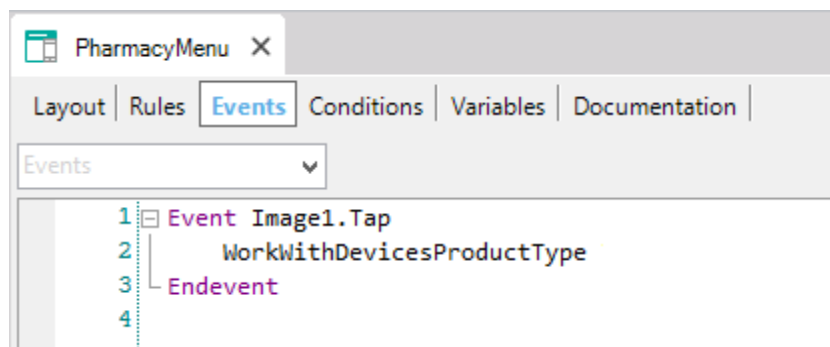 PharmacyMenu
Layout Rules Events Conditions Variables Documentation
Events
1 Event Image1.Tap
2 WorkWithDevicesProductType
3 Endevent
4